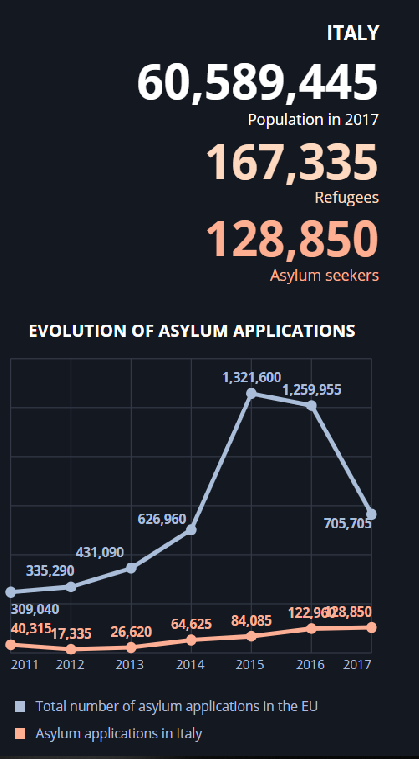 ITALY
60,589,445
Population in 2017
167,335
Refugees
128,850
Asylum seekers
EVOLUTION OF ASYLUM APPLICATIONS
1,321,600
1,259,955
626,960
705,705
431,090
335,290
309,040
40,315
17,335
26,620
64,625
84,085
122,960
128,850
2011 2012 2013 2014 2015 2016 2017
Total number of asylum applications in the EU
Asylum applications in Italy